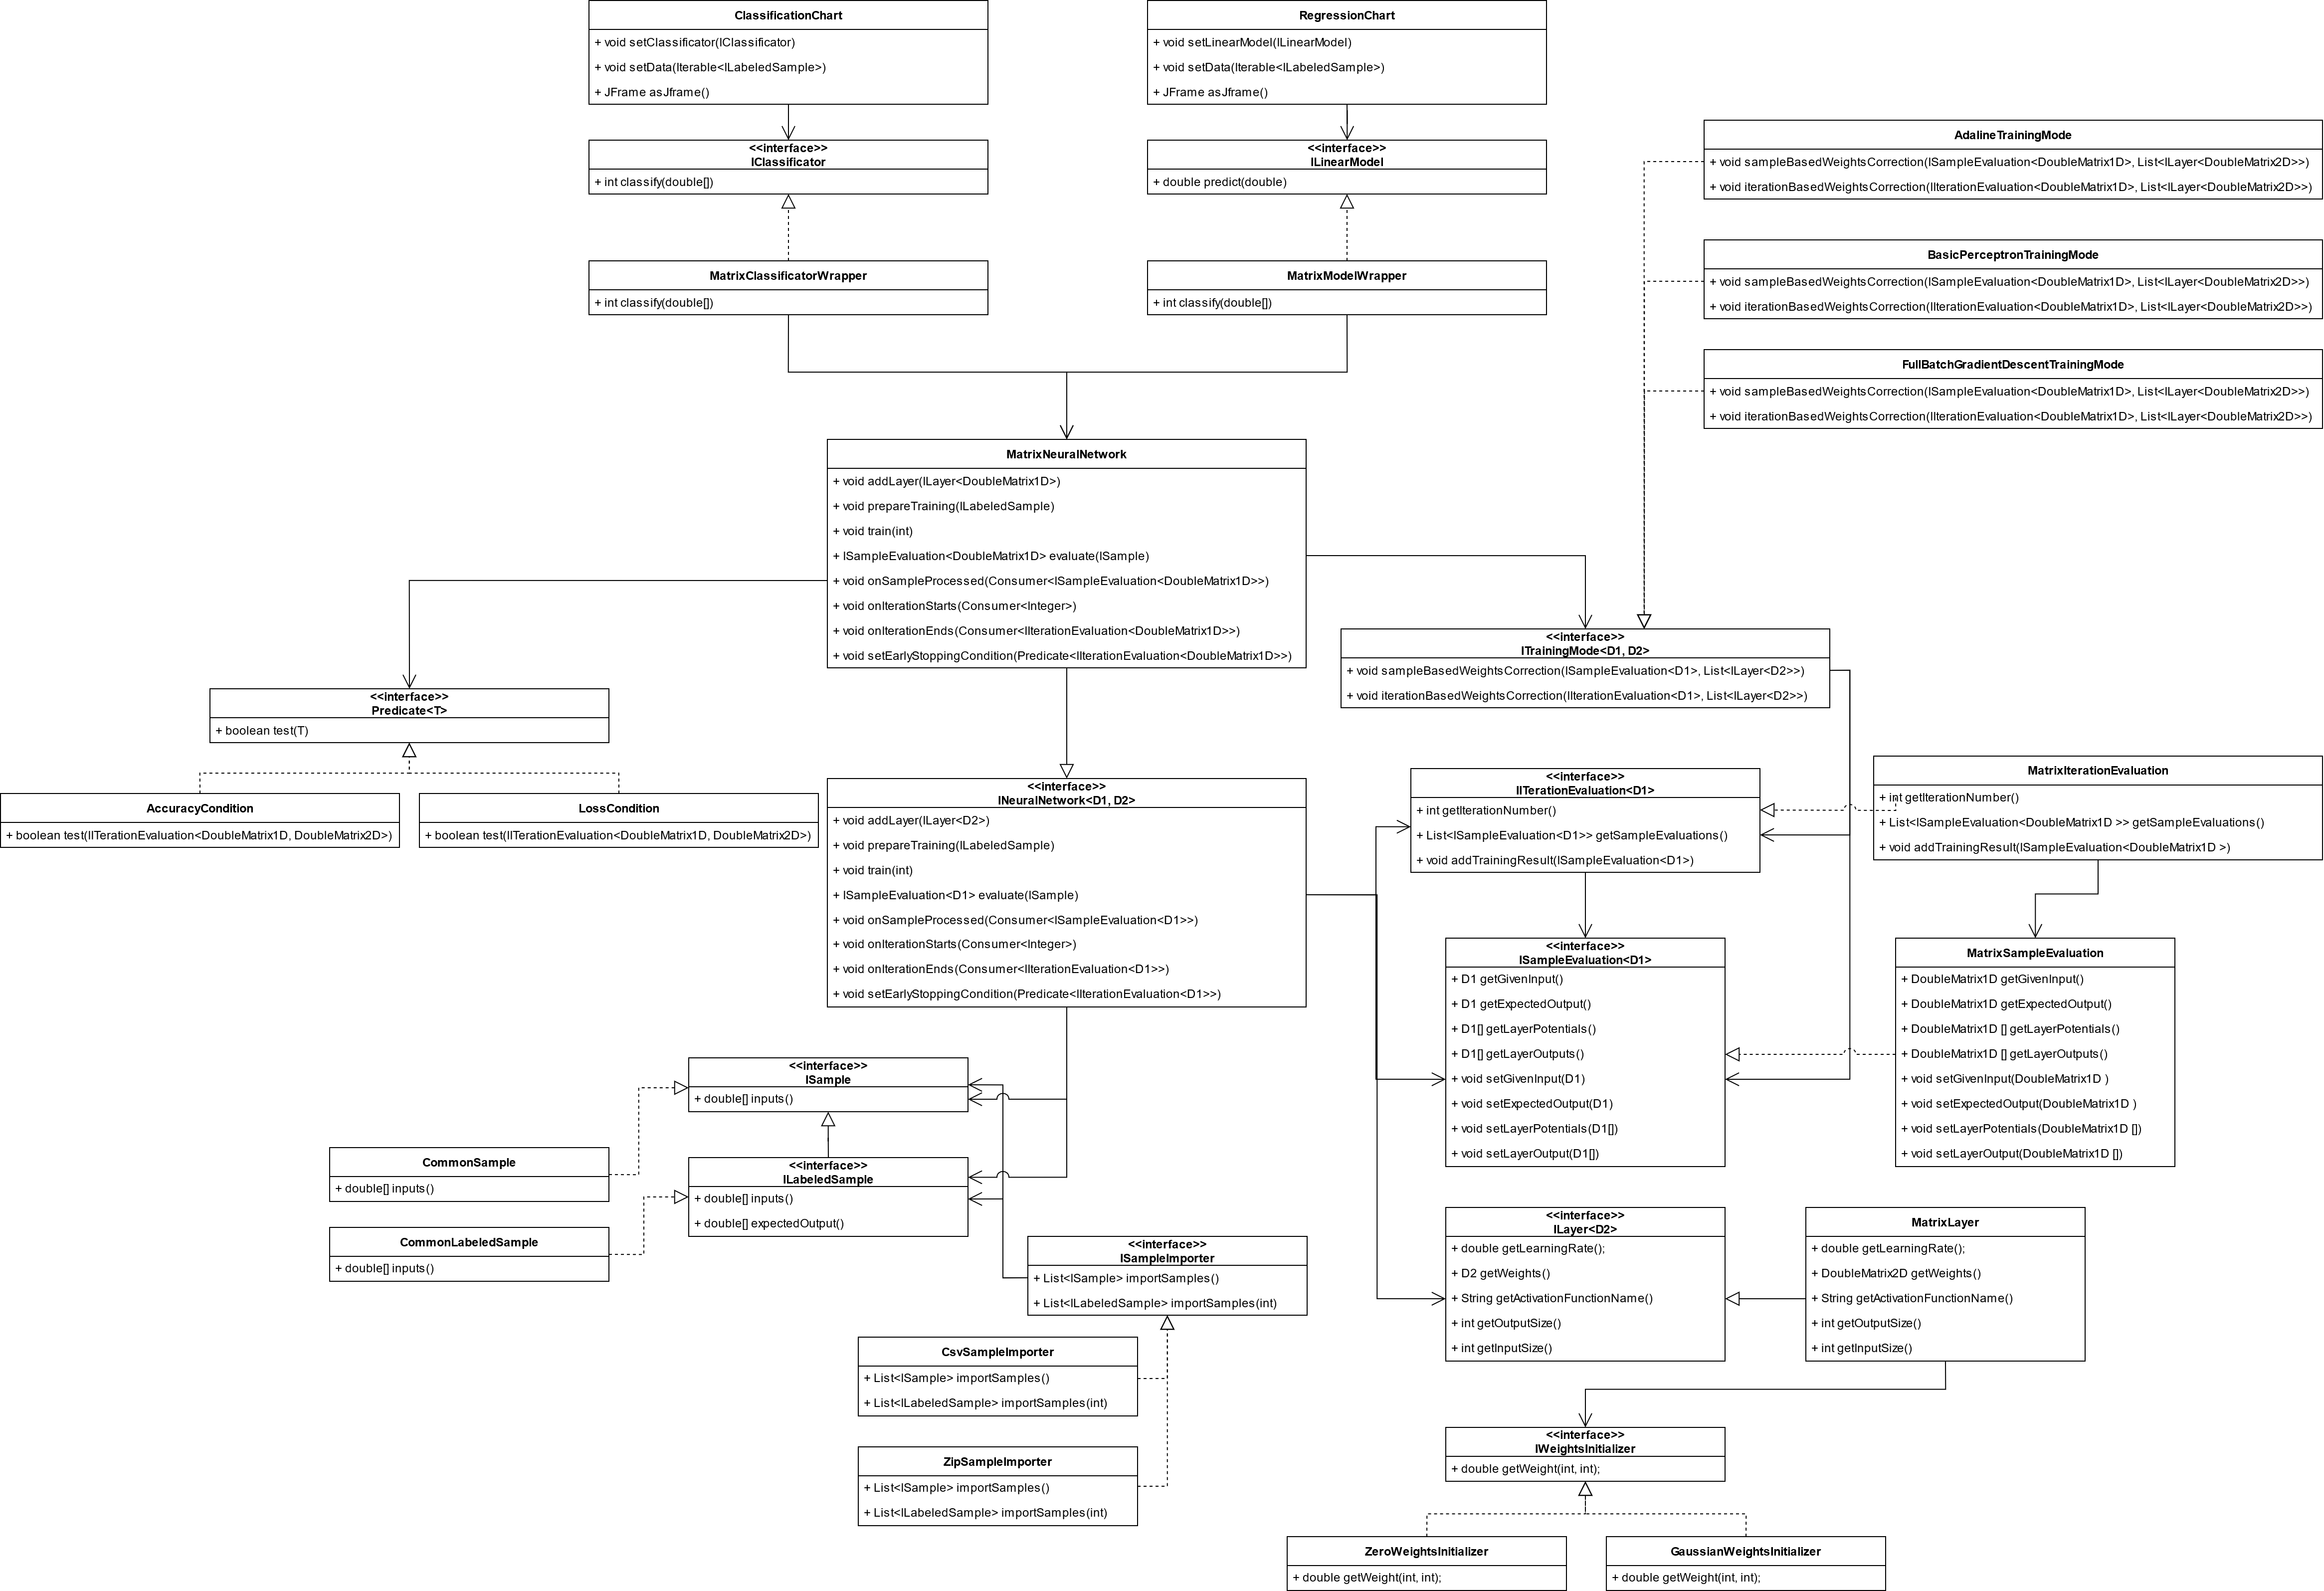 ClassificationChart
+ void setClassificator(IClassificator)
+ void setData(Iterable<ILabeledSample>)
+ JFrame asJframe()
RegressionChart
+ void setLinearModel(ILinearModel)
+ void setData(Iterable<ILabeledSample>)
+ JFrame asJframe()
<<interface>>
IClassificator
+ int classify(double[])
<<interface>>
ILinearModel
+ double predict(double)
AdalineTrainingMode
+ void sampleBasedWeightsCorrection(ISampleEvaluation<DoubleMatrix1D>, List<ILayer<DoubleMatrix2D>>)
+ void iterationBasedWeightsCorrection(IIterationEvaluation<DoubleMatrix1D>, List<ILayer<DoubleMatrix2D>>)
MatrixClassificatorWrapper
+ int classify(double[])
MatrixModelWrapper
+ int classify(double[])
BasicPerceptronTrainingMode
+ void sampleBasedWeightsCorrection(ISampleEvaluation<DoubleMatrix1D>, List<ILayer<DoubleMatrix2D>>)
+ void iterationBasedWeightsCorrection(IIterationEvaluation<DoubleMatrix1D>, List<ILayer<DoubleMatrix2D>>)
FullBatchGradientDescentTrainingMode
+ void sampleBasedWeightsCorrection(ISampleEvaluation<DoubleMatrix1D>, List<ILayer<DoubleMatrix2D>>)
+ void iterationBasedWeightsCorrection(IIterationEvaluation<DoubleMatrix1D>, List<ILayer<DoubleMatrix2D>>)
MatrixNeuralNetwork
+ void addLayer(ILayer<DoubleMatrix1D>)
+ void prepareTraining(ILabeledSample)
+ void train(int)
+ ISampleEvaluation<DoubleMatrix1D> evaluate(ISample)
+ void onSampleProcessed(Consumer<ISampleEvaluation<DoubleMatrix1D>>)
+ void onIterationStarts(Consumer<Integer>)
+ void onIterationEnds(Consumer<IIterationEvaluation<DoubleMatrix1D>>)
+ void setEarlyStoppingCondition(Predicate<IIterationEvaluation<DoubleMatrix1D>>)
<<interface>>
ITrainingMode<D1, D2>
+ void sampleBasedWeightsCorrection(ISampleEvaluation<D1>, List<ILayer<D2>>)
+ void iterationBasedWeightsCorrection(IIterationEvaluation<D1>, List<ILayer<D2>>)
<<interface>>
Predicate<T>
+ boolean test(T)
AccuracyCondition
+ boolean test(IITerationEvaluation<DoubleMatrix1D, DoubleMatrix2D>)
LossCondition
+ boolean test(IITerationEvaluation<DoubleMatrix1D, DoubleMatrix2D>)
<<interface>>
INeuralNetwork<D1, D2>
+ void addLayer(ILayer<D2>)
+ void prepareTraining(ILabeledSample)
+ void train(int)
+ ISampleEvaluation<D1> evaluate(ISample)
+ void onSampleProcessed(Consumer<ISampleEvaluation<D1>>)
+ void onIterationStarts(Consumer<Integer>)
+ void onIterationEnds(Consumer<IIterationEvaluation<D1>>)
+ void setEarlyStoppingCondition(Predicate<IIterationEvaluation<D1>>)
<<interface>>
IITerationEvaluation<D1>
+ int getIterationNumber()
+ List<ISampleEvaluation<D1>> getSampleEvaluations()
+ void addTrainingResult(ISampleEvaluation<D1>)
MatrixIterationEvaluation
+ int getIterationNumber()
+ List<ISampleEvaluation<DoubleMatrix1D >> getSampleEvaluations()
+ void addTrainingResult(ISampleEvaluation<DoubleMatrix1D >)
<<interface>>
ISampleEvaluation<D1>
+ D1 getGivenInput()
+ D1 getExpectedOutput()
+ D1[] getLayerPotentials()
+ D1[] getLayerOutputs()
+ void setGivenInput(D1)
+ void setExpectedOutput(D1)
+ void setLayerPotentials(D1[])
+ void setLayerOutput(D1[])
MatrixSampleEvaluation
+ DoubleMatrix1D getGivenInput()
+ DoubleMatrix1D getExpectedOutput()
+ DoubleMatrix1D [] getLayerPotentials()
+ DoubleMatrix1D [] getLayerOutputs()
+ void setGivenInput(DoubleMatrix1D )
+ void setExpectedOutput(DoubleMatrix1D )
+ void setLayerPotentials(DoubleMatrix1D [])
+ void setLayerOutput(DoubleMatrix1D [])
<<interface>>
ISample
+ double[] inputs()
CommonSample
+ double[] inputs()
<<interface>>
ILabeledSample
+ double[] inputs()
+ double[] expectedOutput()
CommonLabeledSample
+ double[] inputs()
<<interface>>
ISampleImporter
+ List<ISample> importSamples()
+ List<ILabeledSample> importSamples(int)
<<interface>>
ILayer<D2>
+ double getLearningRate();
+ D2 getWeights()
+ String getActivationFunctionName()
+ int getOutputSize()
+ int getInputSize()
MatrixLayer
+ double getLearningRate();
+ DoubleMatrix2D getWeights()
+ String getActivationFunctionName()
+ int getOutputSize()
+ int getInputSize()
CsvSampleImporter
+ List<ISample> importSamples()
+ List<ILabeledSample> importSamples(int)
<<interface>>
IWeightsInitializer
+ double getWeight(int, int);
ZipSampleImporter
+ List<ISample> importSamples()
+ List<ILabeledSample> importSamples(int)
ZeroWeightsInitializer
+ double getWeight(int, int);
GaussianWeightsInitializer
+ double getWeight(int, int);